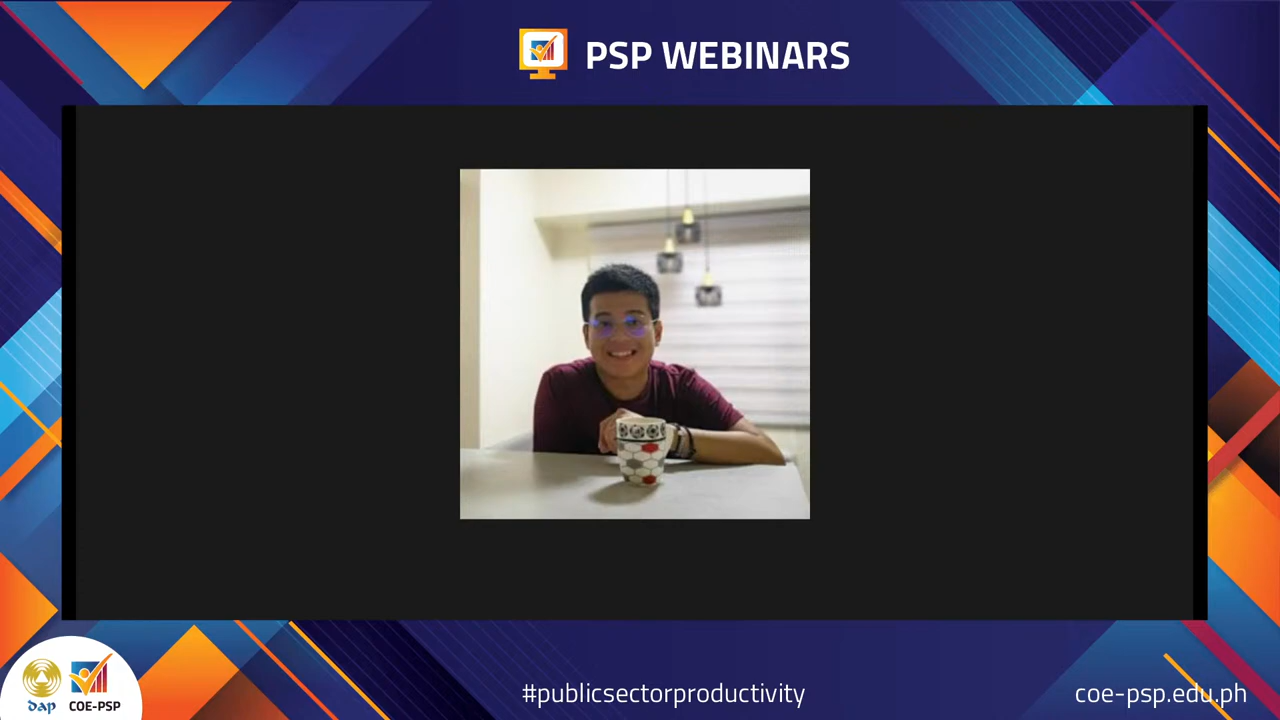 PSP WEBINARS
#publicsectorproductivity
coe-psp.edu.ph
dap
COE-PSP